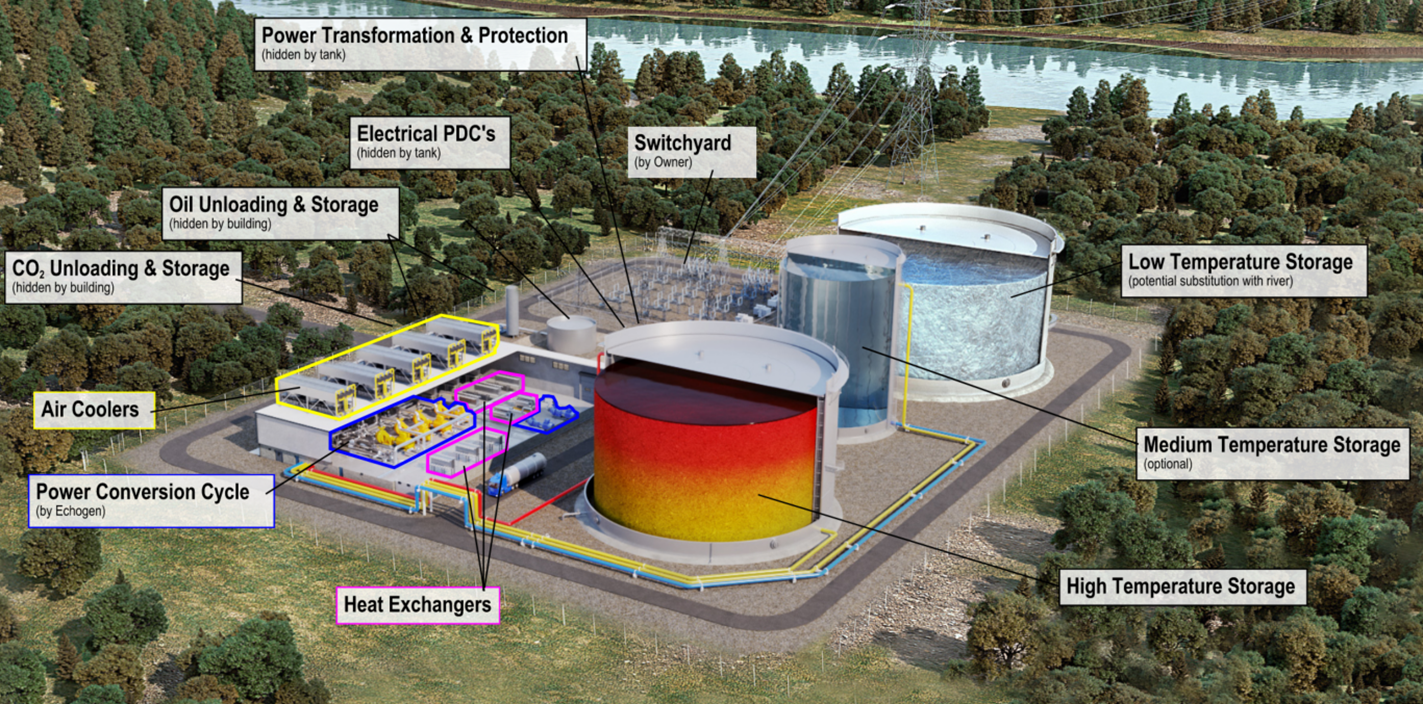 Power Transformation & Protection
(hidden by tank)
Electrical PDC's
(hidden by tank)
Switchyard
(by Owner)
Oil Unloading & Storage
(hidden by building)
CO₂ Unloading & Storage
(hidden by building)
Low Temperature Storage
(potential substitution with river)
Air Coolers
Medium Temperature Storage
(optional)
Power Conversion Cycle
(by Echogen)
High Temperature Storage
Heat Exchangers